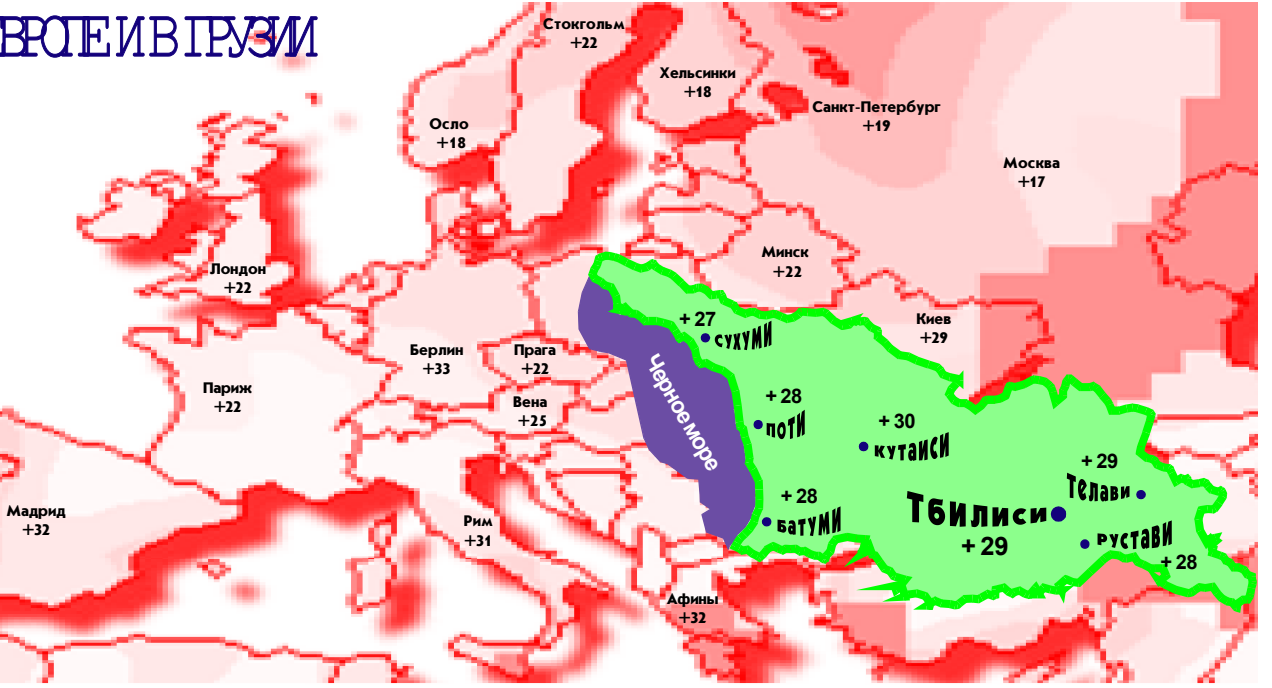 ВРОПЕ И В ГРУЗИИ
Стокгольм
+22
Хельсинки
+18
Санкт-Петербург
+19
Осло
+18
Москва
+17
Минск
+22
Лондон
+22
Киев
+29
+ 27
СУХУМИ
Берлин
+33
Прага
+22
Париж
+22
Вена
+25
Черное море
+ 28
ПОТИ
+ 30
КУТАИСИ
+ 29
Телави
Мадрид
+32
Рим
+31
+ 28
БАТУМИ
Тбилиси
+ 29
РУСТАВИ
+ 28
Афины
+32